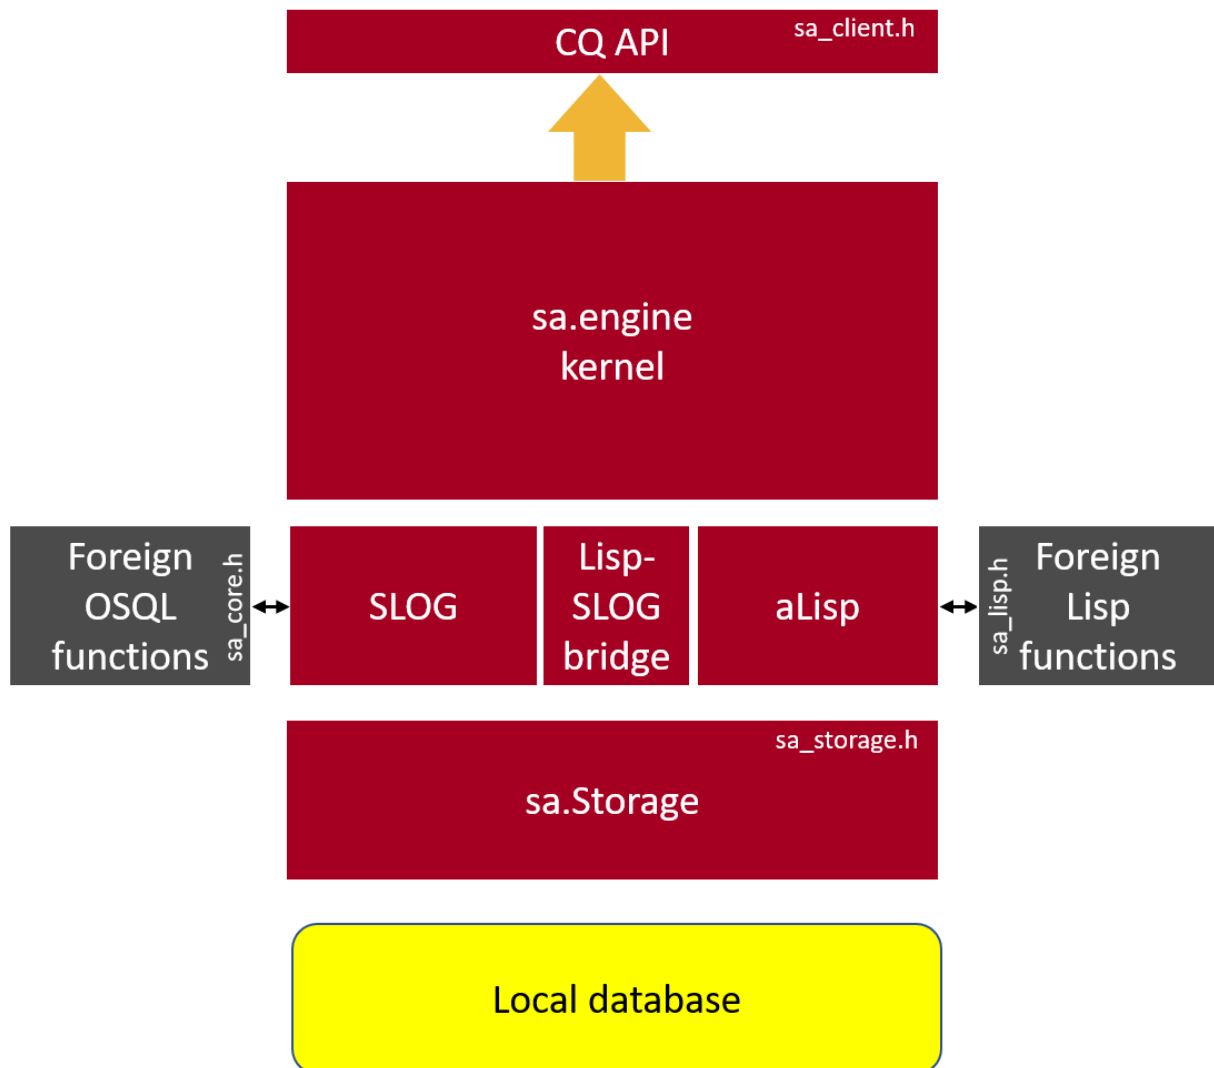 CQ API
sa_client.h
sa.engine
kernel
Foreign
OSQL
functions
sa_core.h
SLOG
Lisp-
SLOG
bridge
aLisp
sa_lisp.h
Foreign
Lisp
functions
sa_storage.h
sa.Storage
Local database